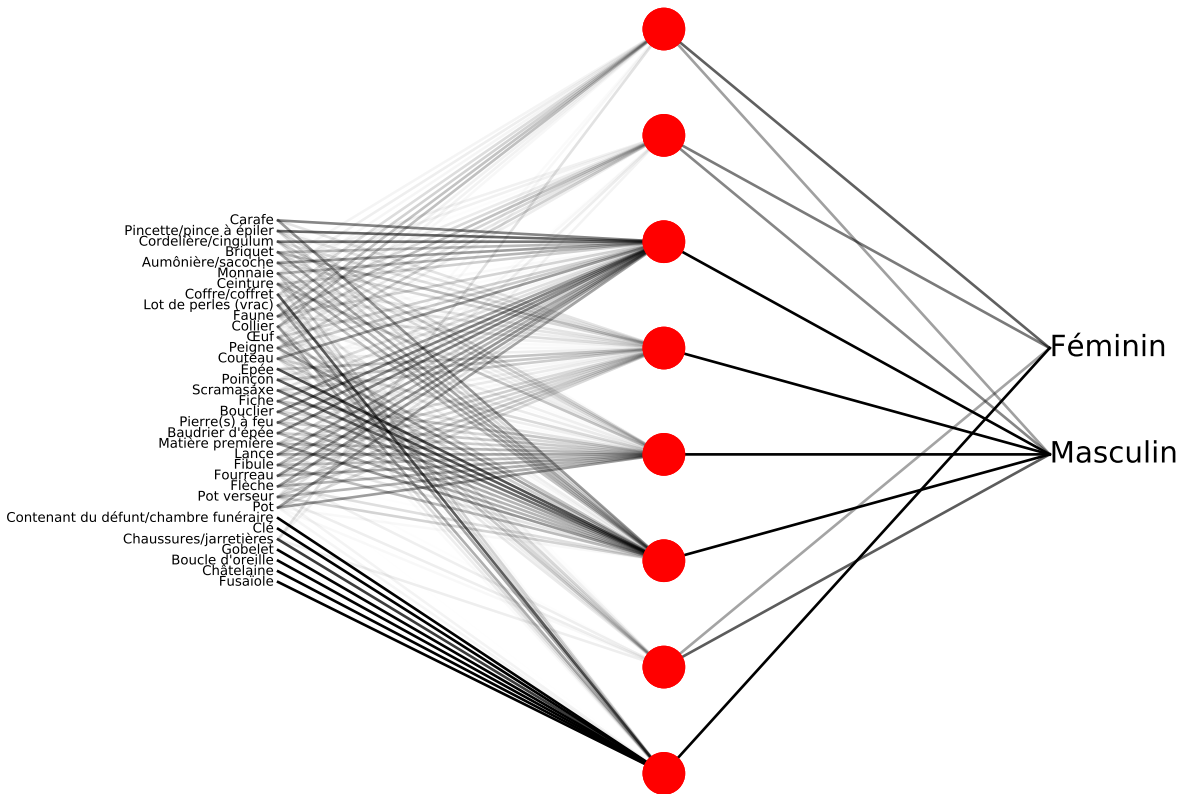 Carafe
Pincette/pince à épiler
Cordelière/cingulum
Briquet
Aumônière/sacoche
Monnaie
Ceinture
Coffre/coffret
Lot de perles (vrac)
Faune
Collier
Œuf
Peigne
Couteau
Épée
Poinçon
Scramasaxe
Fiche
Bouclier
Pierre(s) à feu
Baudrier d'épée
Matière première
Lance
Fibule
Fourreau
Flèche
Pot verseur
Pot
Contenant du défunt/chambre funéraire
Clé
Chaussures/jarretières
Gobelet
Boucle d'oreille
Châtelaine
Fusaïole
Féminin
Masculin